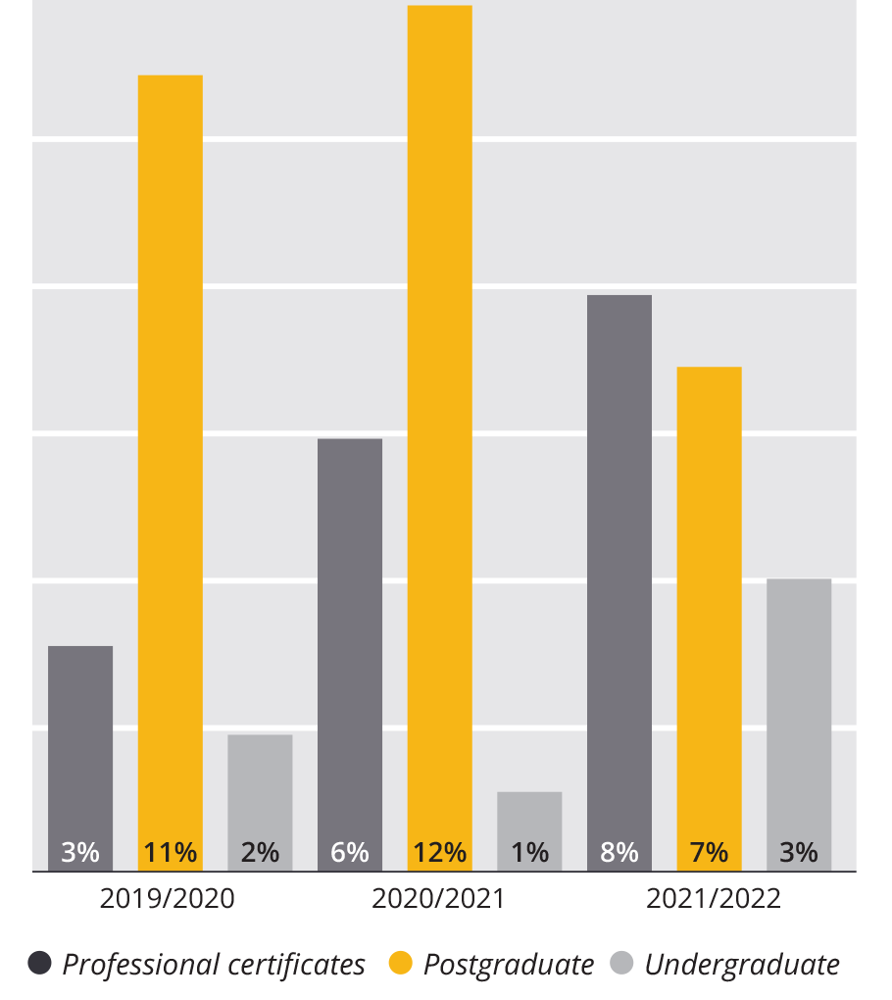 3% 11% 2% 6% 12% 1% 8% 7% 3%
2019/2020 2020/2021 2021/2022
Professional certificates Postgraduate Undergraduate